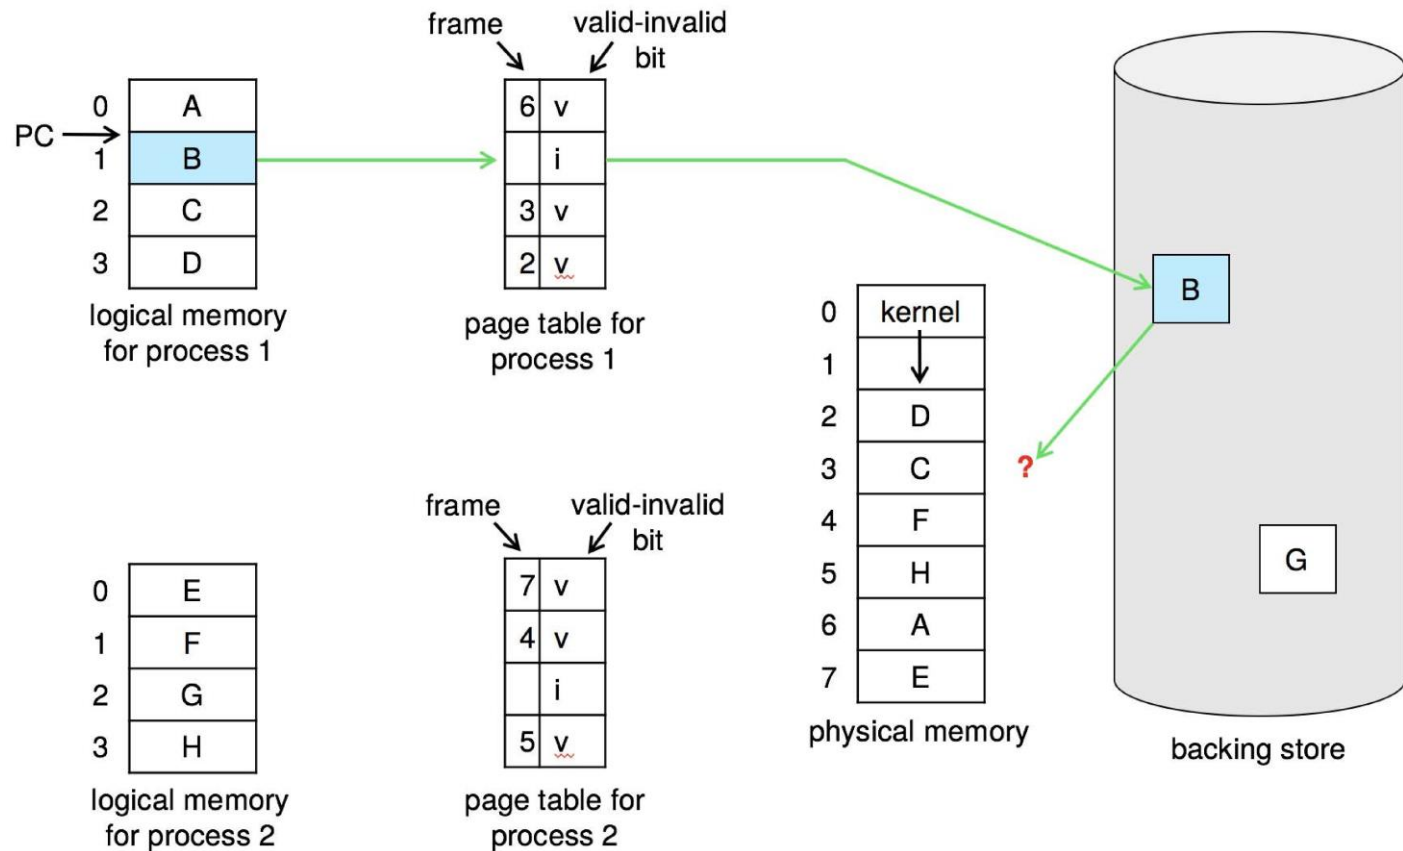 frame valid-invalid
bit
0 A 6 v
PC
1 B i
2 C 3 v
3 D 2 v
logical memory
for process 1
page table for
process 1
B
0 kernel
1
2 D
3 C ?
4 F
5 H
6 A
7 E
physical memory
G
backing store
frame valid-invalid
bit
0 E 7 v
1 F 4 v
2 G i
3 H 5 v
logical memory
for process 2
page table for
process 2